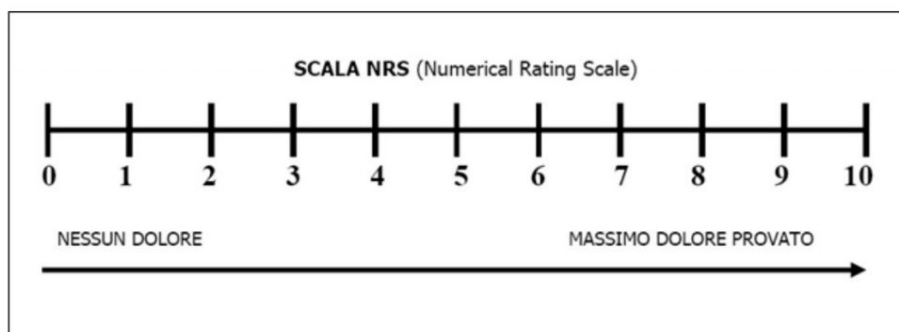 SCALA NRS (Numerical Rating Scale)
0 1 2 3 4 5 6 7 8 9 10
NESSUN DOLORE MASSIMO DOLORE PROVATO